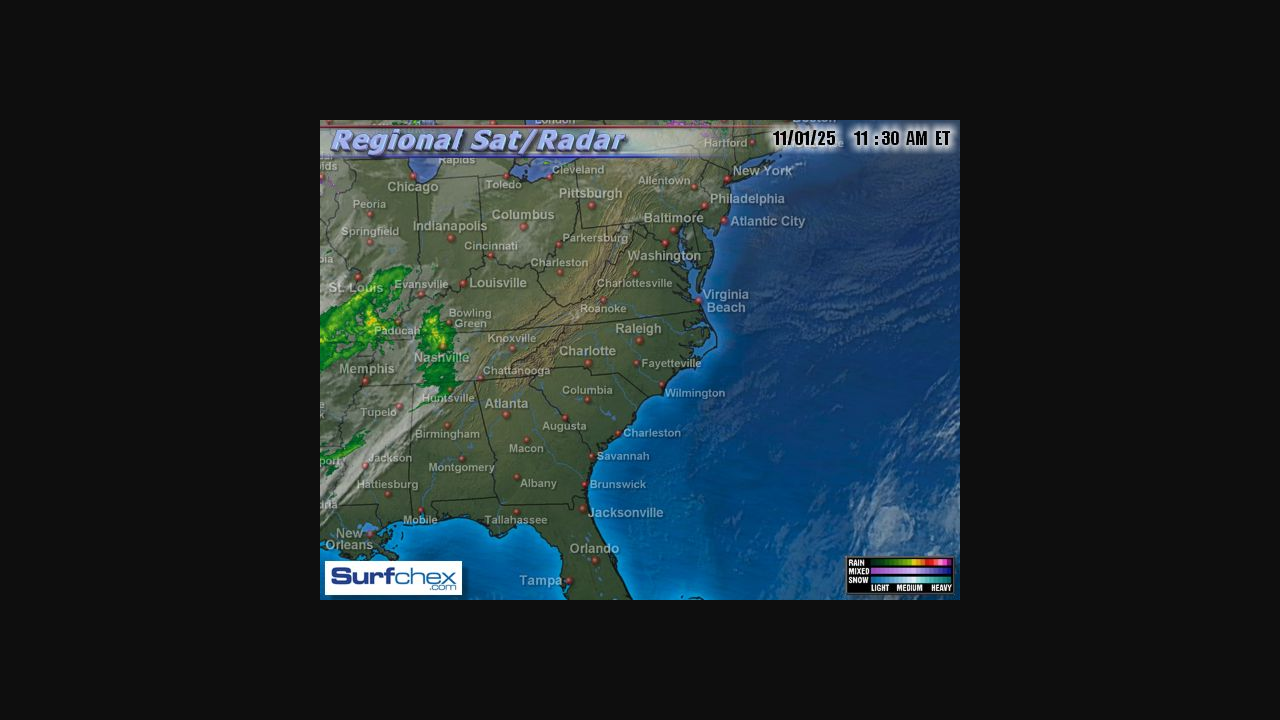 London
Boston
Regional Sat/Radar
11/01/25 11 :30 AM ET
Hartford
Rapids
Cleveland
New York
Chicago
Toledo
Allentown
Pittsburgh
Philadelphia
Peoria
Columbus
Baltimore
Atlantic City
Springfield
Indianapolis
Parkersburg
Cincinnati
Washington
Charleston
St. Louis
Evansville
Louisville
Charlottesville
Virginia
Beach
Bowling
Green
Roanoke
Paducah
Raleigh
Knoxville
Nashville
Charlotte
Fayetteville
Memphis
Chattanooga
Columbia
Wilmington
Huntsville
Atlanta
Tupelo
Augusta
Birmingham
Charleston
Macon
Jackson
Savannah
Montgomery
Hattiesburg
Albany
Brunswick
Mobile
Tallahassee
Jacksonville
New
Orleans
Orlando
Tampa
Surfchex
.com
RAIN
MIXED
SNOW
LIGHT MEDIUM HEAVY